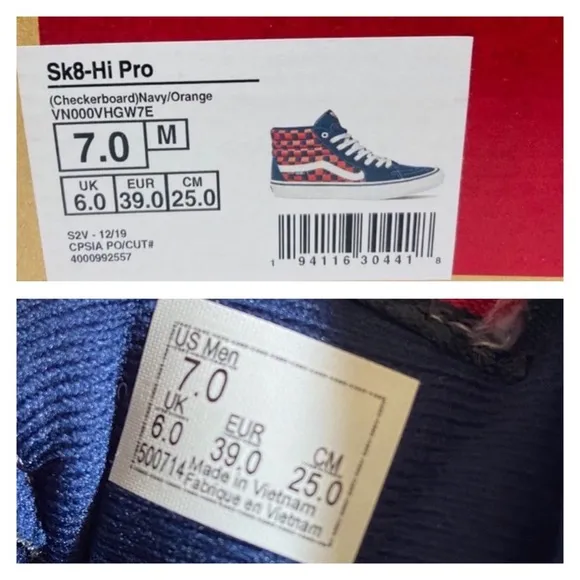 Sk8-Hi Pro
(Checkerboard)Navy/Orange
VN000VHGW7E
7.0 M
UK EUR CM
6.0 39.0 25.0
S2V - 12/19
CPSIA PO/CUT#
4000992557
1 94116 30441 8
US Men
7.0
UK EUR CM
6.0 39.0 25.0
500714 Made in Vietnam
Fabrique en Vietnam